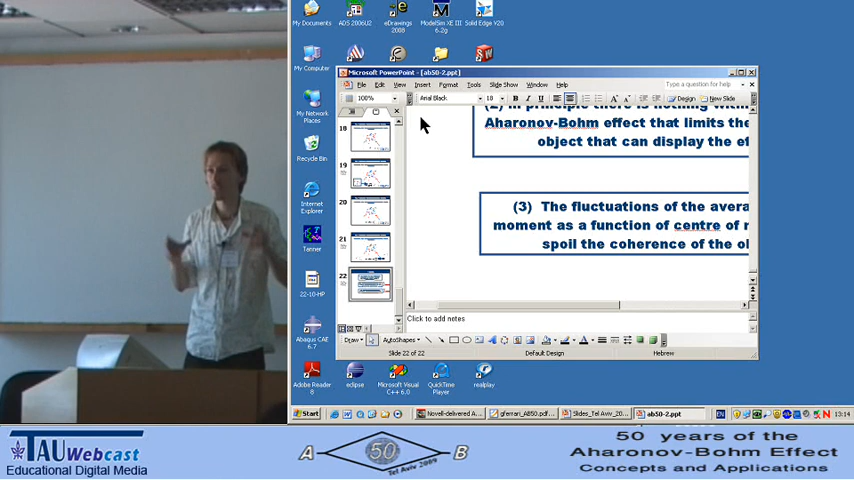 My Documents
ADS 2006U2
eDrawings
2008
ModelSim XE III
6.2g
Solid Edge V20
My Computer
My Network
Places
Recycle Bin
Internet
Explorer
Tanner
22-10-HP
Abaqus CAE
6.7
Adobe Reader
8
eclipse
Microsoft Visual
C++ 6.0
QuickTime
Player
realplay
Microsoft PowerPoint - [ab50-2.ppt]
File Edit View Insert Format Tools Slide Show Window Help
Type a question for help
100%
Arial Black
18
B I U S
Design
New Slide
18
19
20
21
22
Aharonov-Bohm effect that limits the
object that can display the ef
(3) The fluctuations of the avera
moment as a function of centre of
spoil the coherence of the
Click to add notes
Draw
AutoShapes
Slide 22 of 22
Default Design
Hebrew
Start
Novell-delivered A...
gferrari_AB50.pdf...
Slides_Tel Aviv_20...
ab50-2.ppt
EN
13:14
TAU Webcast
Educational Digital Media
A 50 B
Tel Aviv 2009
50 years of the
Aharonov-Bohm Effect
Concepts and Applications